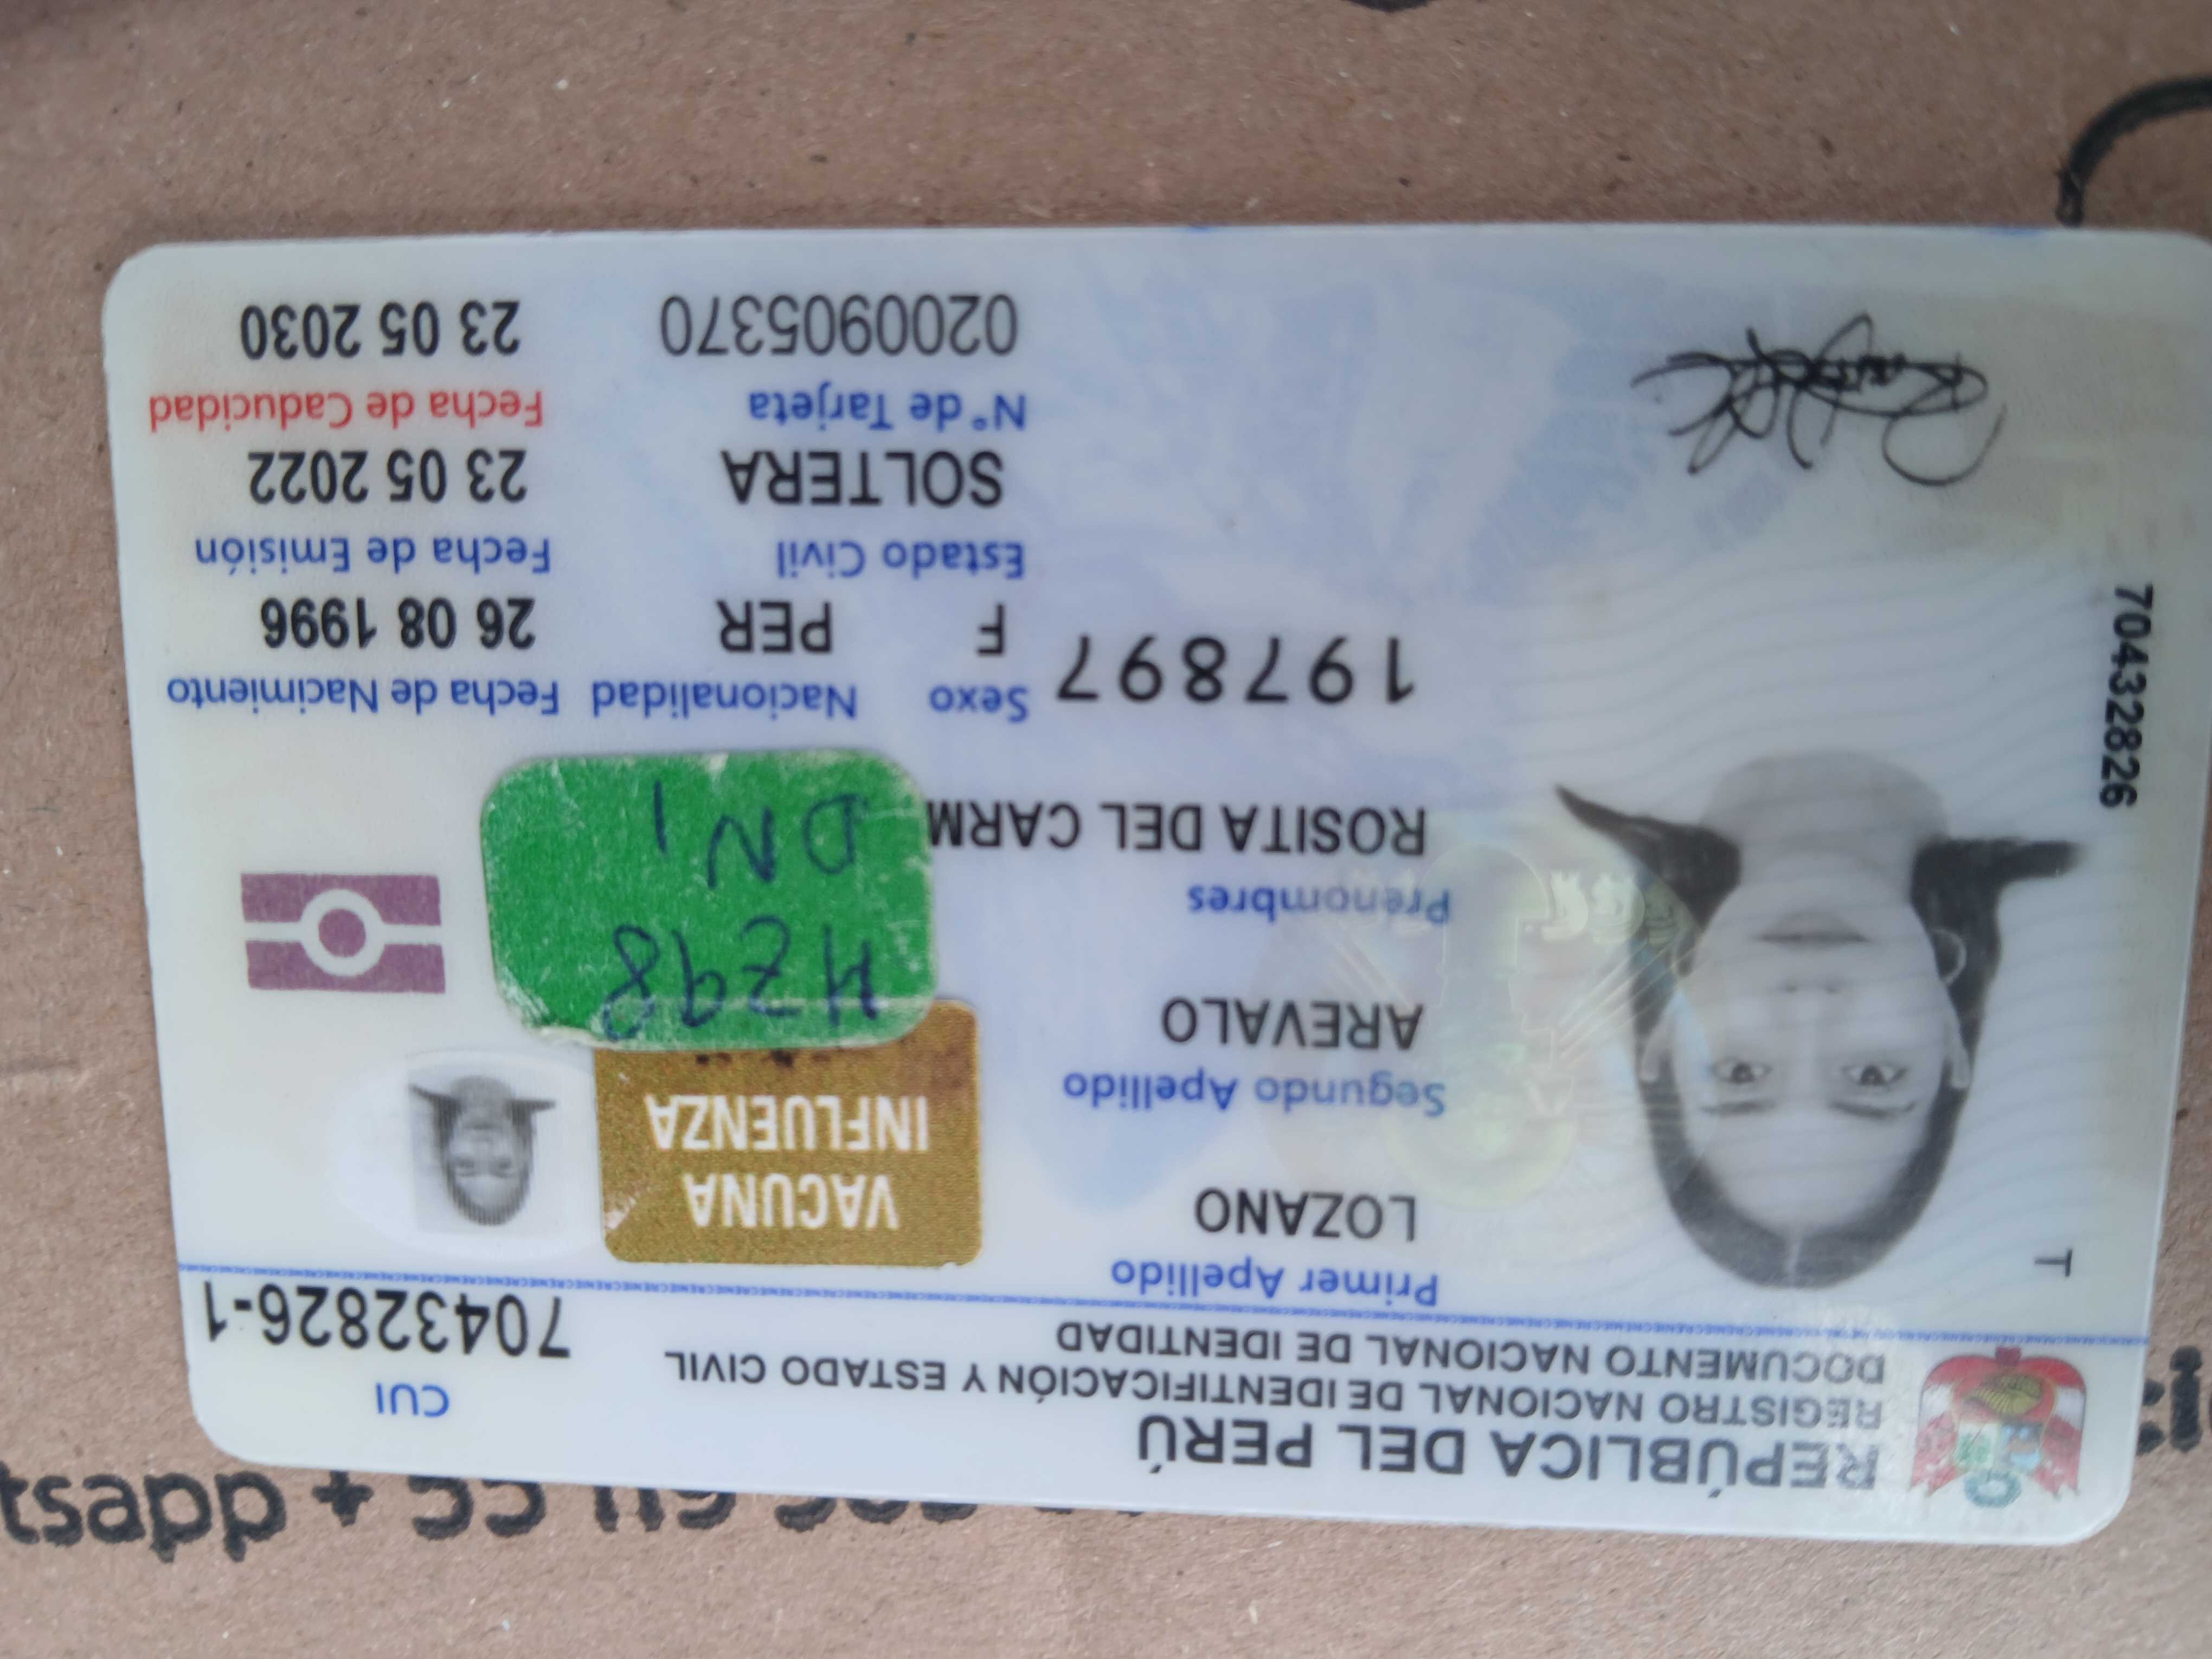 REPÚBLICA DEL PERÚ
REGISTRO NACIONAL DE IDENTIFICACIÓN Y ESTADO CIVIL
DOCUMENTO NACIONAL DE IDENTIDAD
CUI
70432826-1
T
Primer Apellido
LOZANO
VACUNA
INFLUENZA
Segundo Apellido
AREVALO
Prenombres
ROSITA DEL CARM
HZ98
DNI
70432826
197897
Sexo Nacionalidad Fecha de Nacimiento
F PER 26 08 1996
Estado Civil Fecha de Emisión
SOLTERA 23 05 2022
N° de Tarjeta Fecha de Caducidad
0200905370 23 05 2030
tsapp +